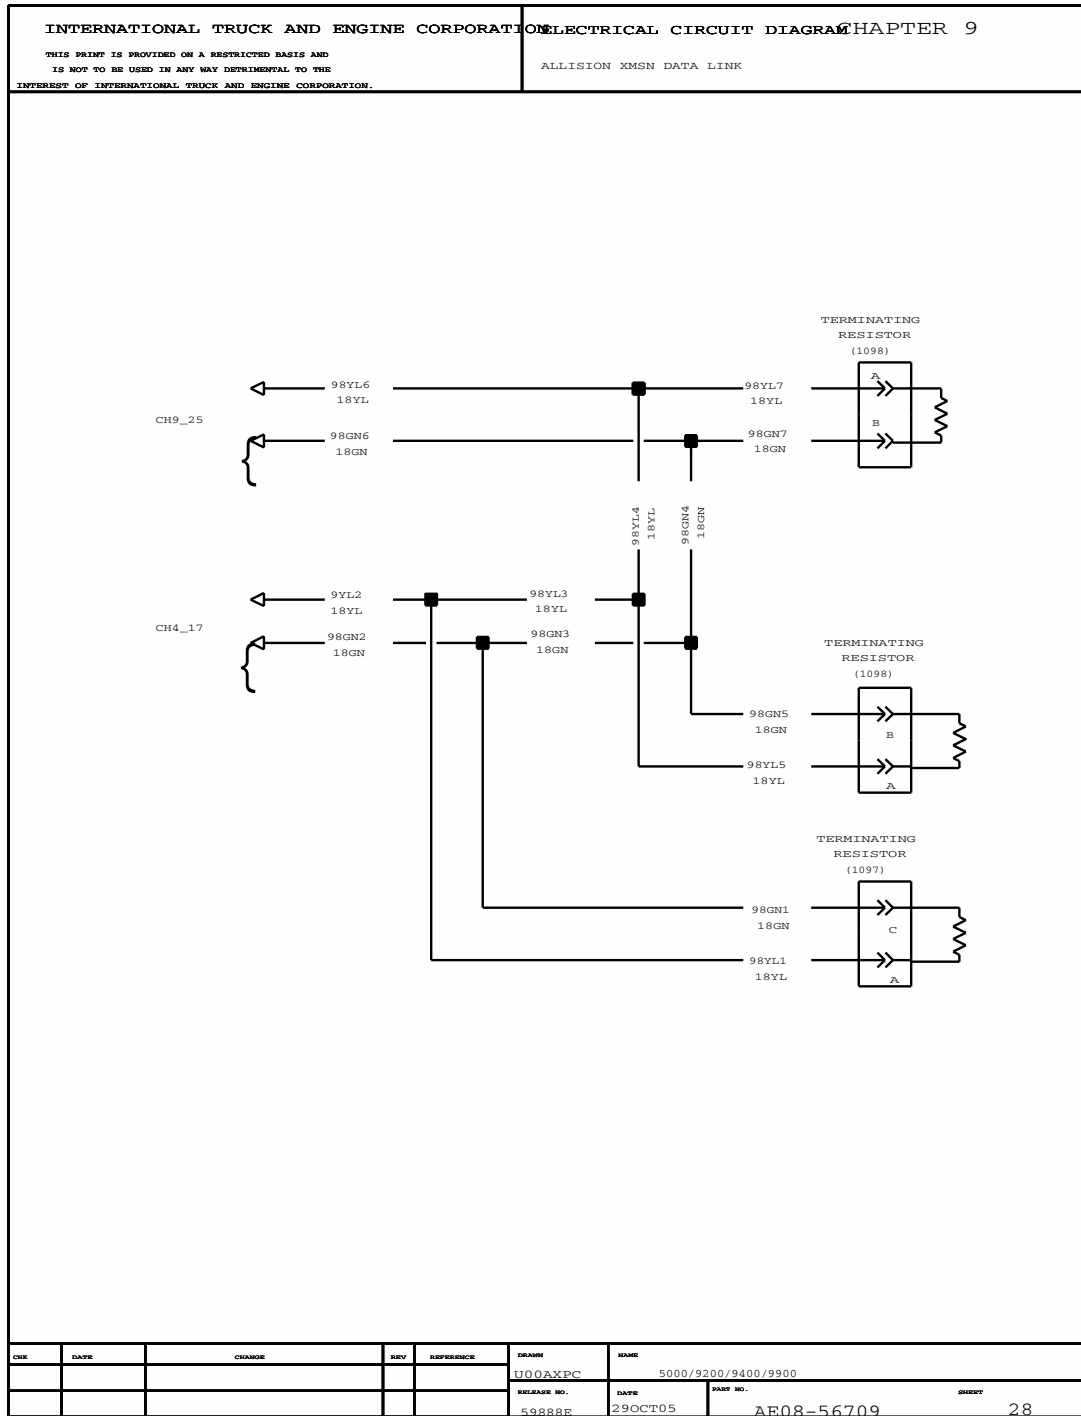 INTERNATIONAL TRUCK AND ENGINE CORPORATION
THIS PRINT IS PROVIDED ON A RESTRICTED BASIS AND
IS NOT TO BE USED IN ANY WAY DETRIMENTAL TO THE
INTEREST OF INTERNATIONAL TRUCK AND ENGINE CORPORATION.
ELECTRICAL CIRCUIT DIAGRAM
CHAPTER 9
ALLISION XMSN DATA LINK
TERMINATING
RESISTOR
(1098)
A
B
98YL6
18YL
98YL7
18YL
CH9_25
98GN6
18GN
98GN7
18GN
98YL4
18YL
98GN4
18GN
9YL2
18YL
98YL3
18YL
CH4_17
98GN2
18GN
98GN3
18GN
TERMINATING
RESISTOR
(1098)
98GN5
18GN
B
98YL5
18YL
A
TERMINATING
RESISTOR
(1097)
98GN1
18GN
C
98YL1
18YL
A
CHK DATE CHANGE REV REFERENCE
DRAWN
U00AXPC
NAME
5000/9200/9400/9900
RELEASE NO.
59888E
DATE
29OCT05
PART NO.
AE08-56709
SHEET
28